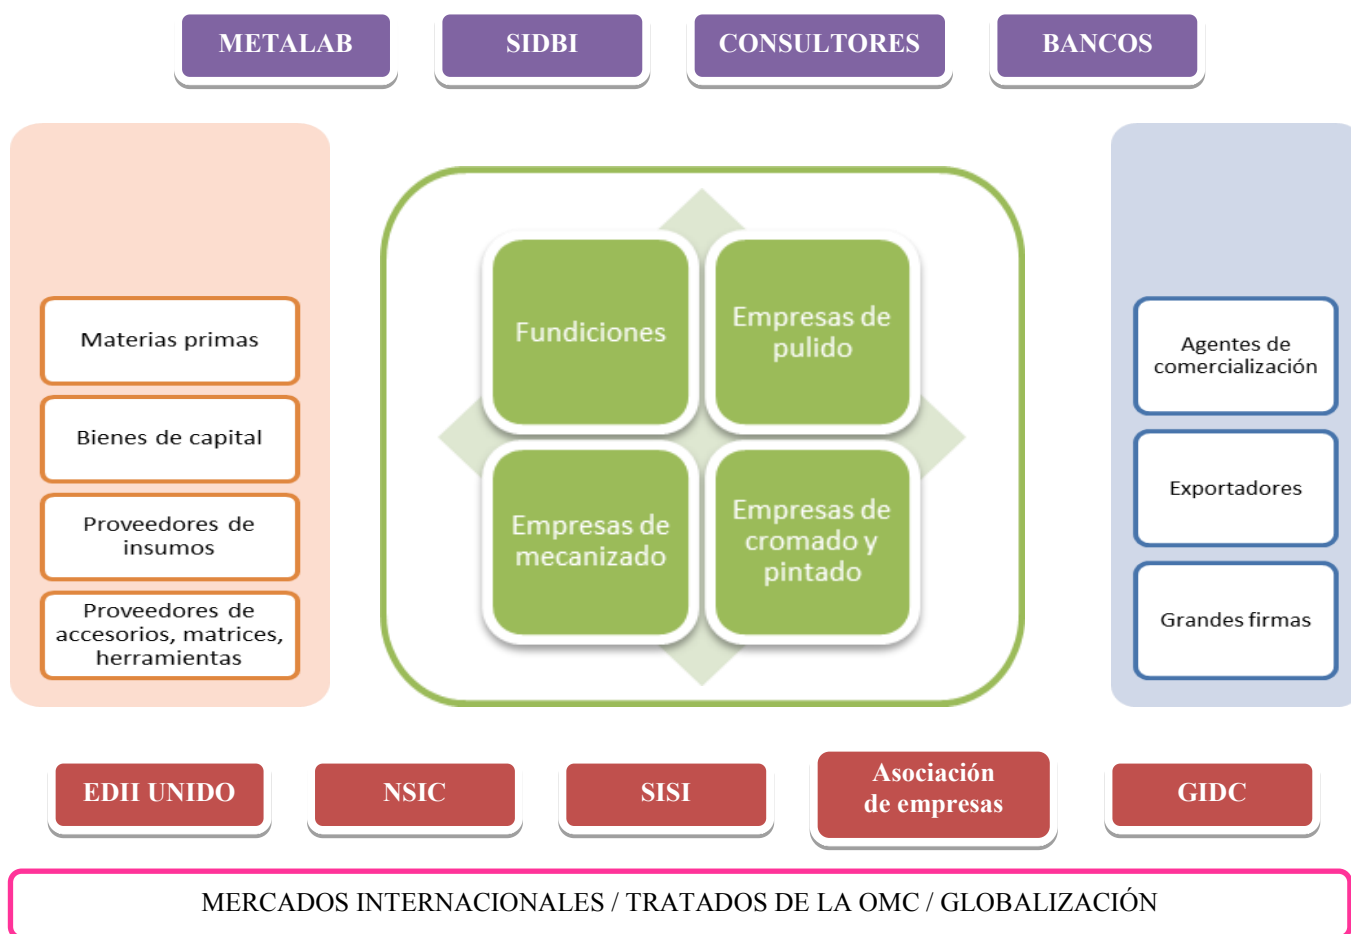 METALAB
SIDBI
CONSULTORES
BANCOS
Materias primas
Bienes de capital
Proveedores de
insumos
Proveedores de
accesorios, matrices,
herramientas
Fundiciones
Empresas de
pulido
Empresas de
mecanizado
Empresas de
cromado y
pintado
Agentes de
comercialización
Exportadores
Grandes firmas
EDII UNIDO
NSIC
SISI
Asociación
de empresas
GIDC
MERCADOS INTERNACIONALES / TRATADOS DE LA OMC / GLOBALIZACIÓN